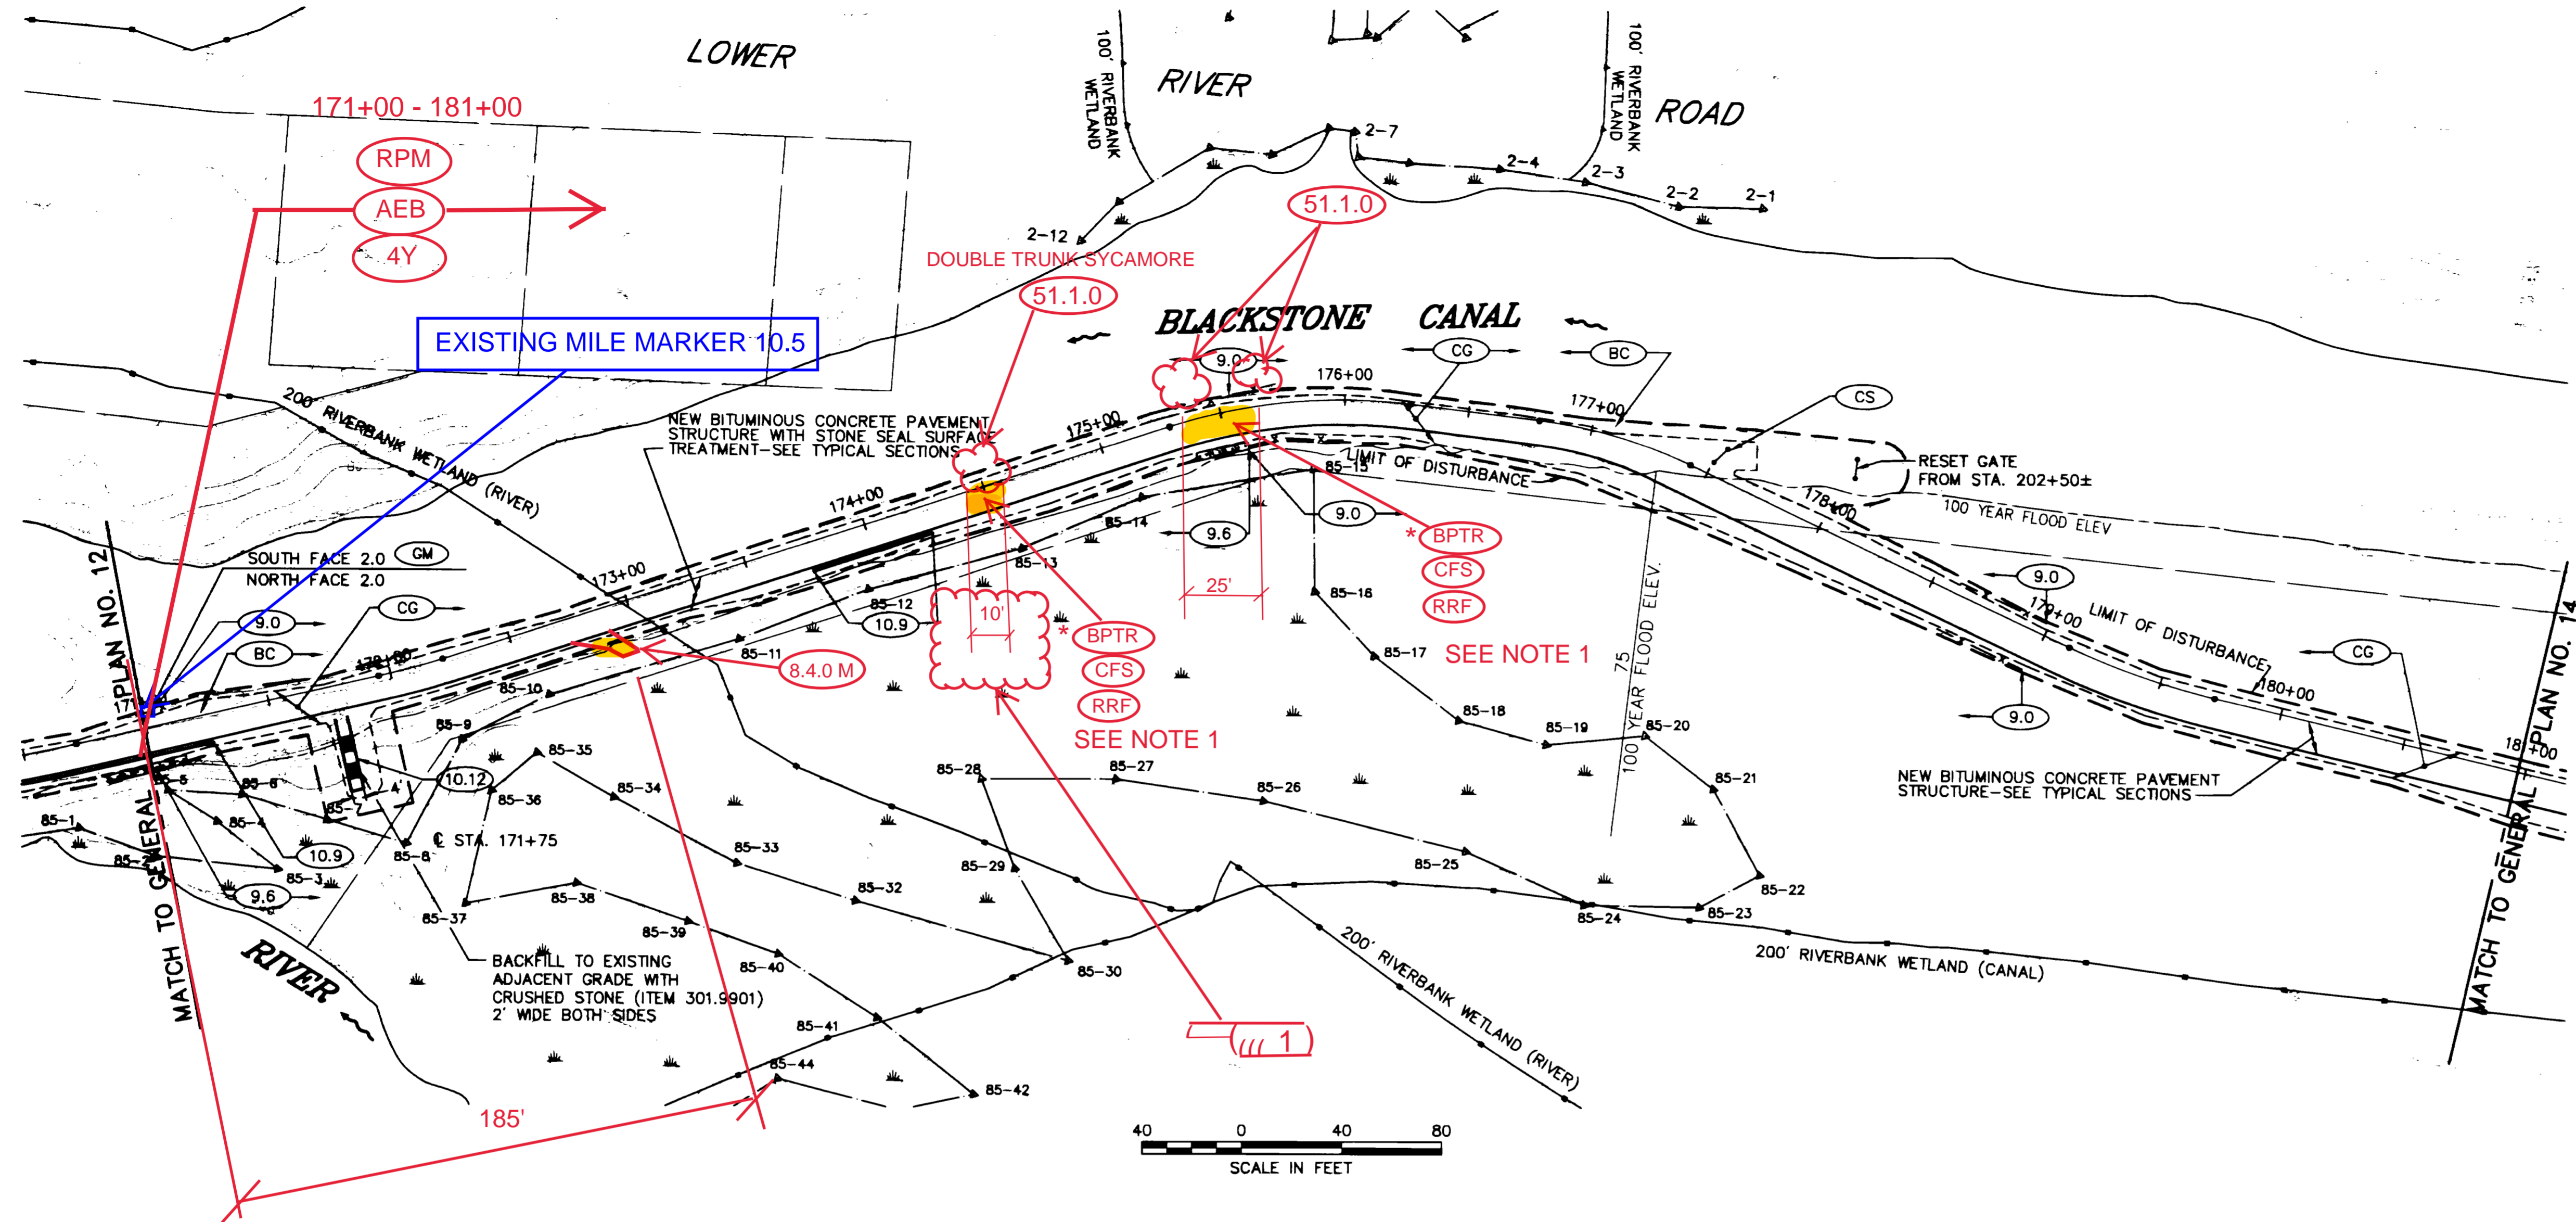 LOWER
RIVER
ROAD
100' RIVERBANK
WETLAND
100' RIVERBANK
WETLAND
171+00 - 181+00
RPM
AEB
4Y
2-7
2-4
2-3
2-2
2-1
2-12
51.1.0
DOUBLE TRUNK SYCAMORE
51.1.0
BLACKSTONE CANAL
EXISTING MILE MARKER 10.5
9.0
CG
BC
176+00
177+00
CS
200' RIVERBANK WETLAND (RIVER)
NEW BITUMINOUS CONCRETE PAVEMENT
STRUCTURE WITH STONE SEAL SURFACE
TREATMENT-SEE TYPICAL SECTIONS
175+00
174+00
173+00
85-15
LIMIT OF DISTURBANCE
RESET GATE
FROM STA. 202+50±
178+00
100 YEAR FLOOD ELEV
85-14
85-13
85-12
85-11
85-10
9.6
9.0
* BPTR
CFS
RRF
SEE NOTE 1
25'
10'
* BPTR
CFS
RRF
SEE NOTE 1
SOUTH FACE 2.0 GM
NORTH FACE 2.0
CG
9.0
BC
172+00
10.9
8.4.0 M
85-16
85-17
85-18
85-19
85-20
85-21
85-22
85-23
85-24
85-25
85-26
85-27
85-28
85-29
85-30
75
100 YEAR FLOOD ELEV.
9.0
179+00
LIMIT OF DISTURBANCE
CG
180+00
9.0
181+00
NEW BITUMINOUS CONCRETE PAVEMENT
STRUCTURE-SEE TYPICAL SECTIONS
MATCH TO GENERAL PLAN NO. 14
MATCH TO GENERAL PLAN NO. 12
85-9
85-35
85-36
85-34
85-33
85-32
10.12
85-5
85-6
85-7
85-4
85-1
85-2
85-3
85-8
℄ STA. 171+75
10.9
9.6
85-37
85-38
85-39
85-40
85-41
85-42
85-44
RIVER
BACKFILL TO EXISTING
ADJACENT GRADE WITH
CRUSHED STONE (ITEM 301.9901)
2' WIDE BOTH SIDES
200' RIVERBANK WETLAND (CANAL)
200' RIVERBANK WETLAND (RIVER)
1
185'
40 0 40 80
SCALE IN FEET